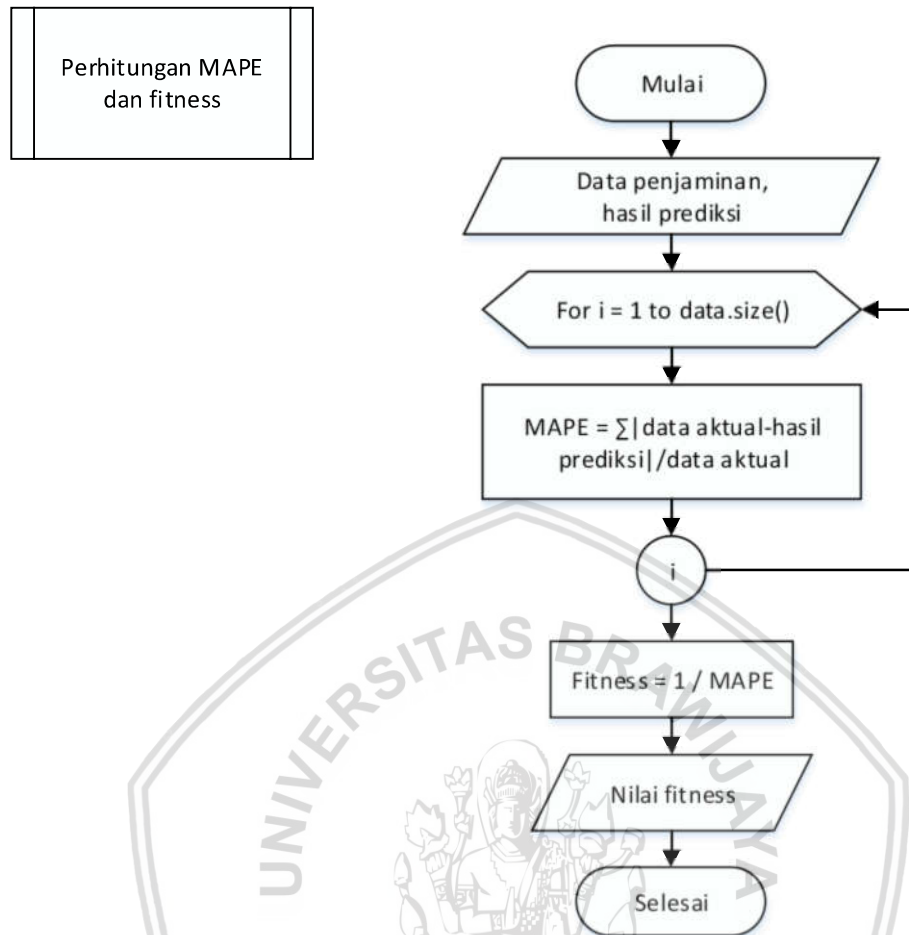 Perhitungan MAPE
dan fitness
Mulai
Data penjaminan,
hasil prediksi
For i = 1 to data.size()
MAPE = ∑|data aktual-hasil
prediksi|/data aktual
i
Fitness = 1 / MAPE
Nilai fitness
Selesai
UNIVERSITAS BRAWIJAYA